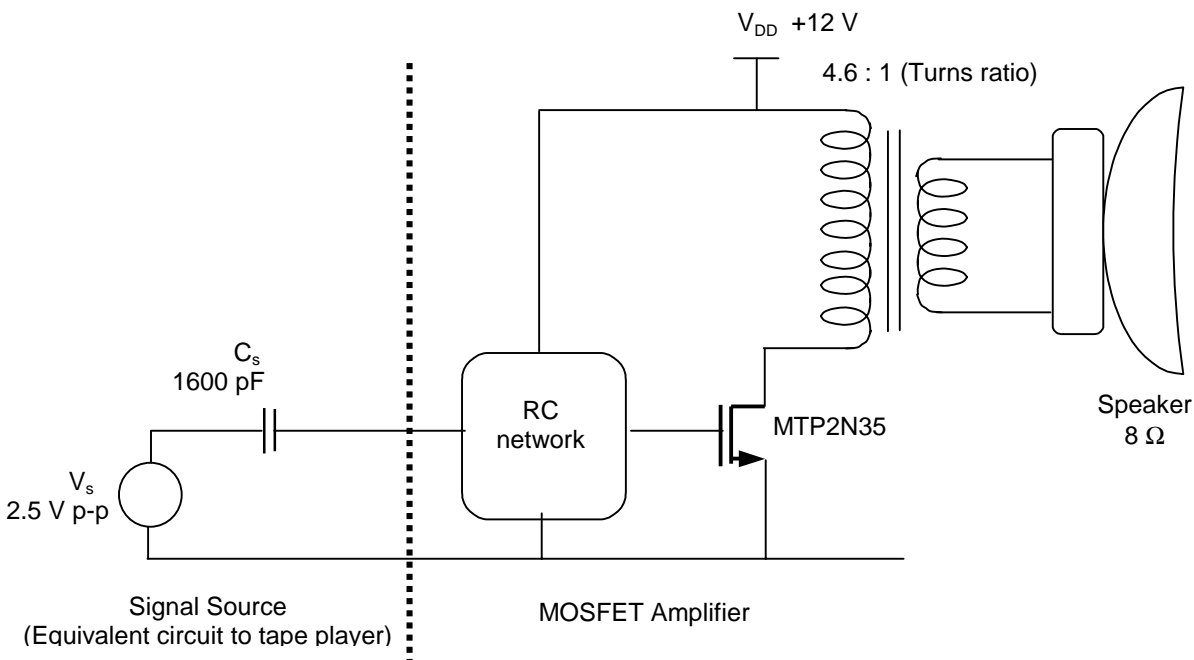 V_DD +12 V
4.6 : 1 (Turns ratio)
C_s
1600 pF
RC
network
MTP2N35
Speaker
8 Ω
V_s
2.5 V p-p
Signal Source
(Equivalent circuit to tape player)
MOSFET Amplifier